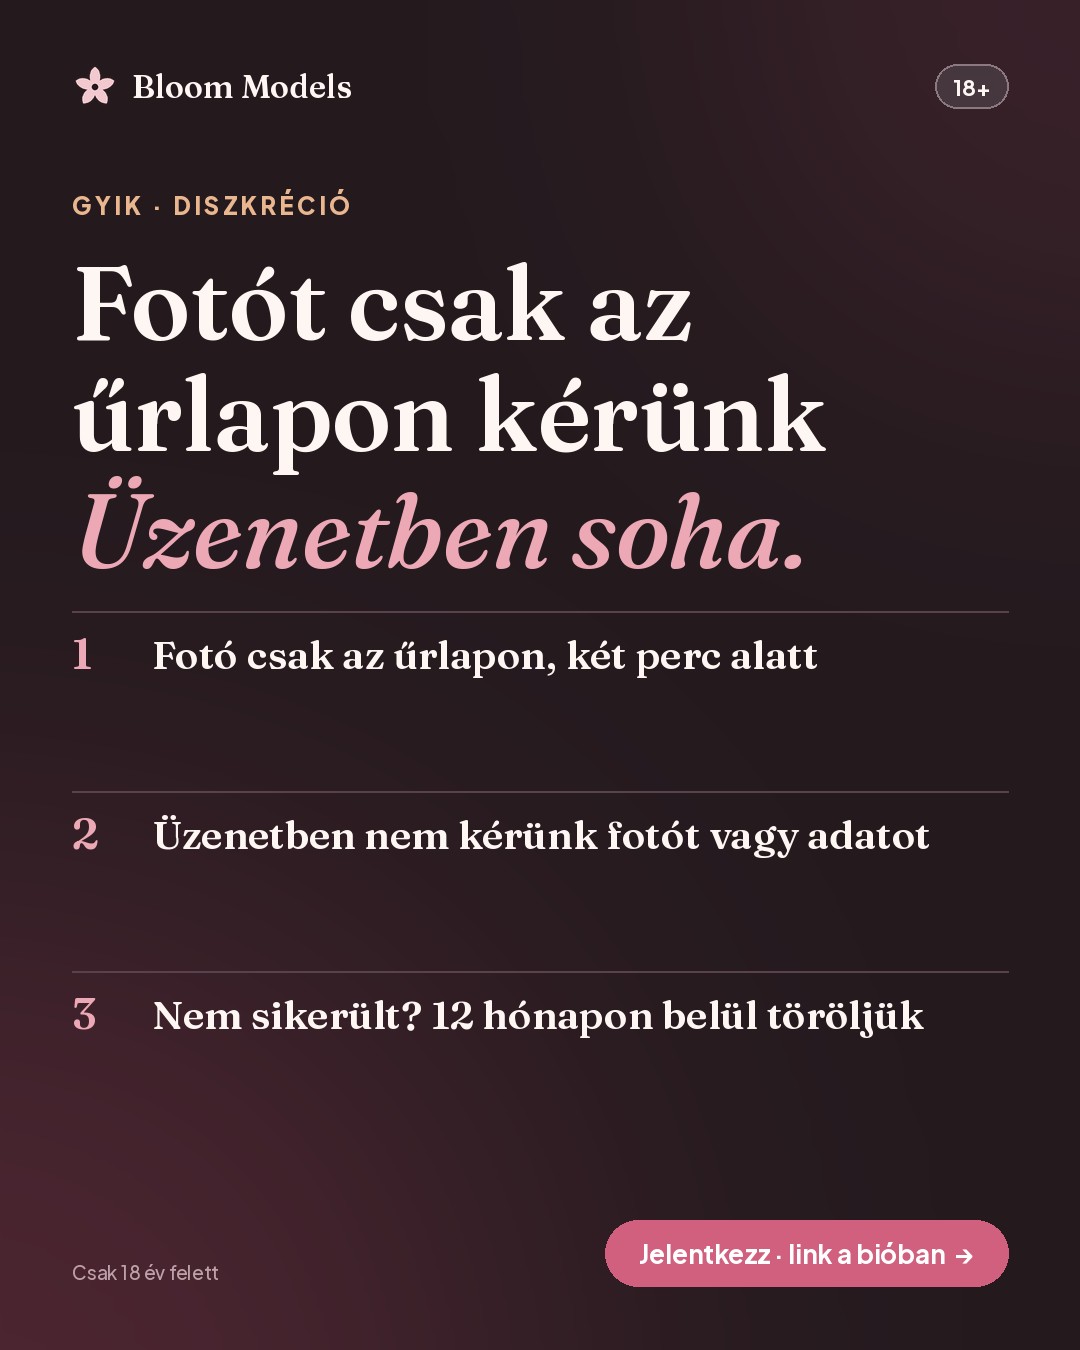 Bloom Models
18+
GYIK · DISZKRÉCIÓ
Fotót csak az
űrlapon kérünk
Üzenetben soha.
1 Fotó csak az űrlapon, két perc alatt
2 Üzenetben nem kérünk fotót vagy adatot
3 Nem sikerült? 12 hónapon belül töröljük
Csak 18 év felett
Jelentkezz · link a bióban →